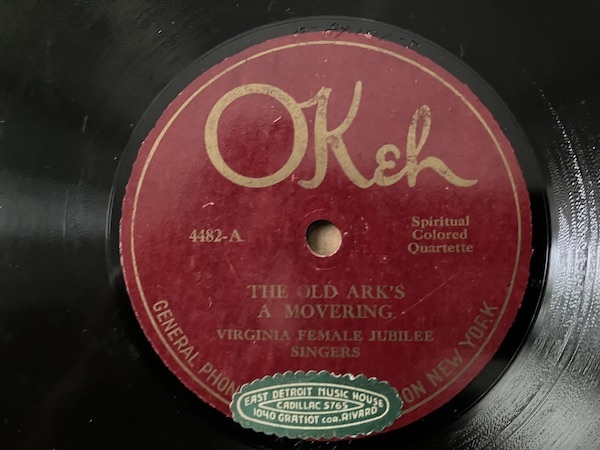 OKeh
4482-A
Spiritual
Colored
Quartette
THE OLD ARK'S
A MOVERING
VIRGINIA FEMALE JUBILEE
SINGERS
GENERAL PHON
ON NEW YORK
EAST DETROIT MUSIC HOUSE
CADILLAC 5765
1040 GRATIOT COR. RIVARD